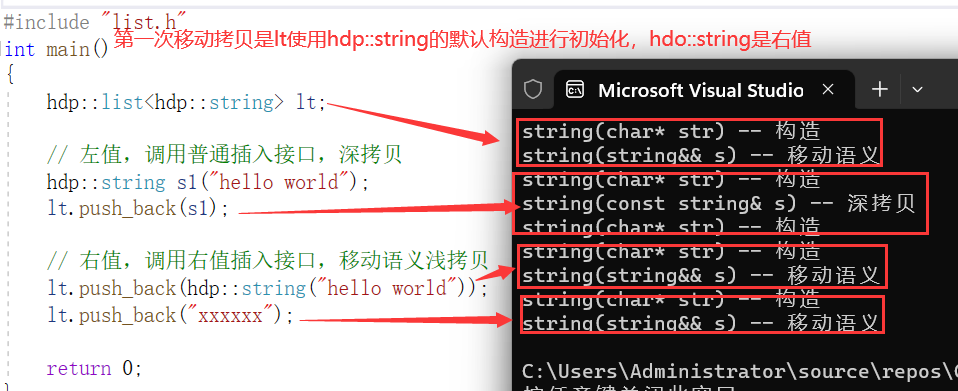 #include "list.h"
第一次移动拷贝是lt使用hdp::string的默认构造进行初始化，hdo::string是右值
int main()
{
hdp::list<hdp::string> lt;
// 左值，调用普通插入接口，深拷贝
hdp::string s1("hello world");
lt.push_back(s1);
// 右值，调用右值插入接口，移动语义浅拷贝
lt.push_back(hdp::string("hello world"));
lt.push_back("xxxxxx");
return 0;
Microsoft Visual Studio
string(char* str) -- 构造
string(string&& s) -- 移动语义
string(char* str) -- 构造
string(const string& s) -- 深拷贝
string(char* str) -- 构造
string(char* str) -- 构造
string(string&& s) -- 移动语义
string(char* str) -- 构造
string(string&& s) -- 移动语义
C:\Users\Administrator\source\repos\